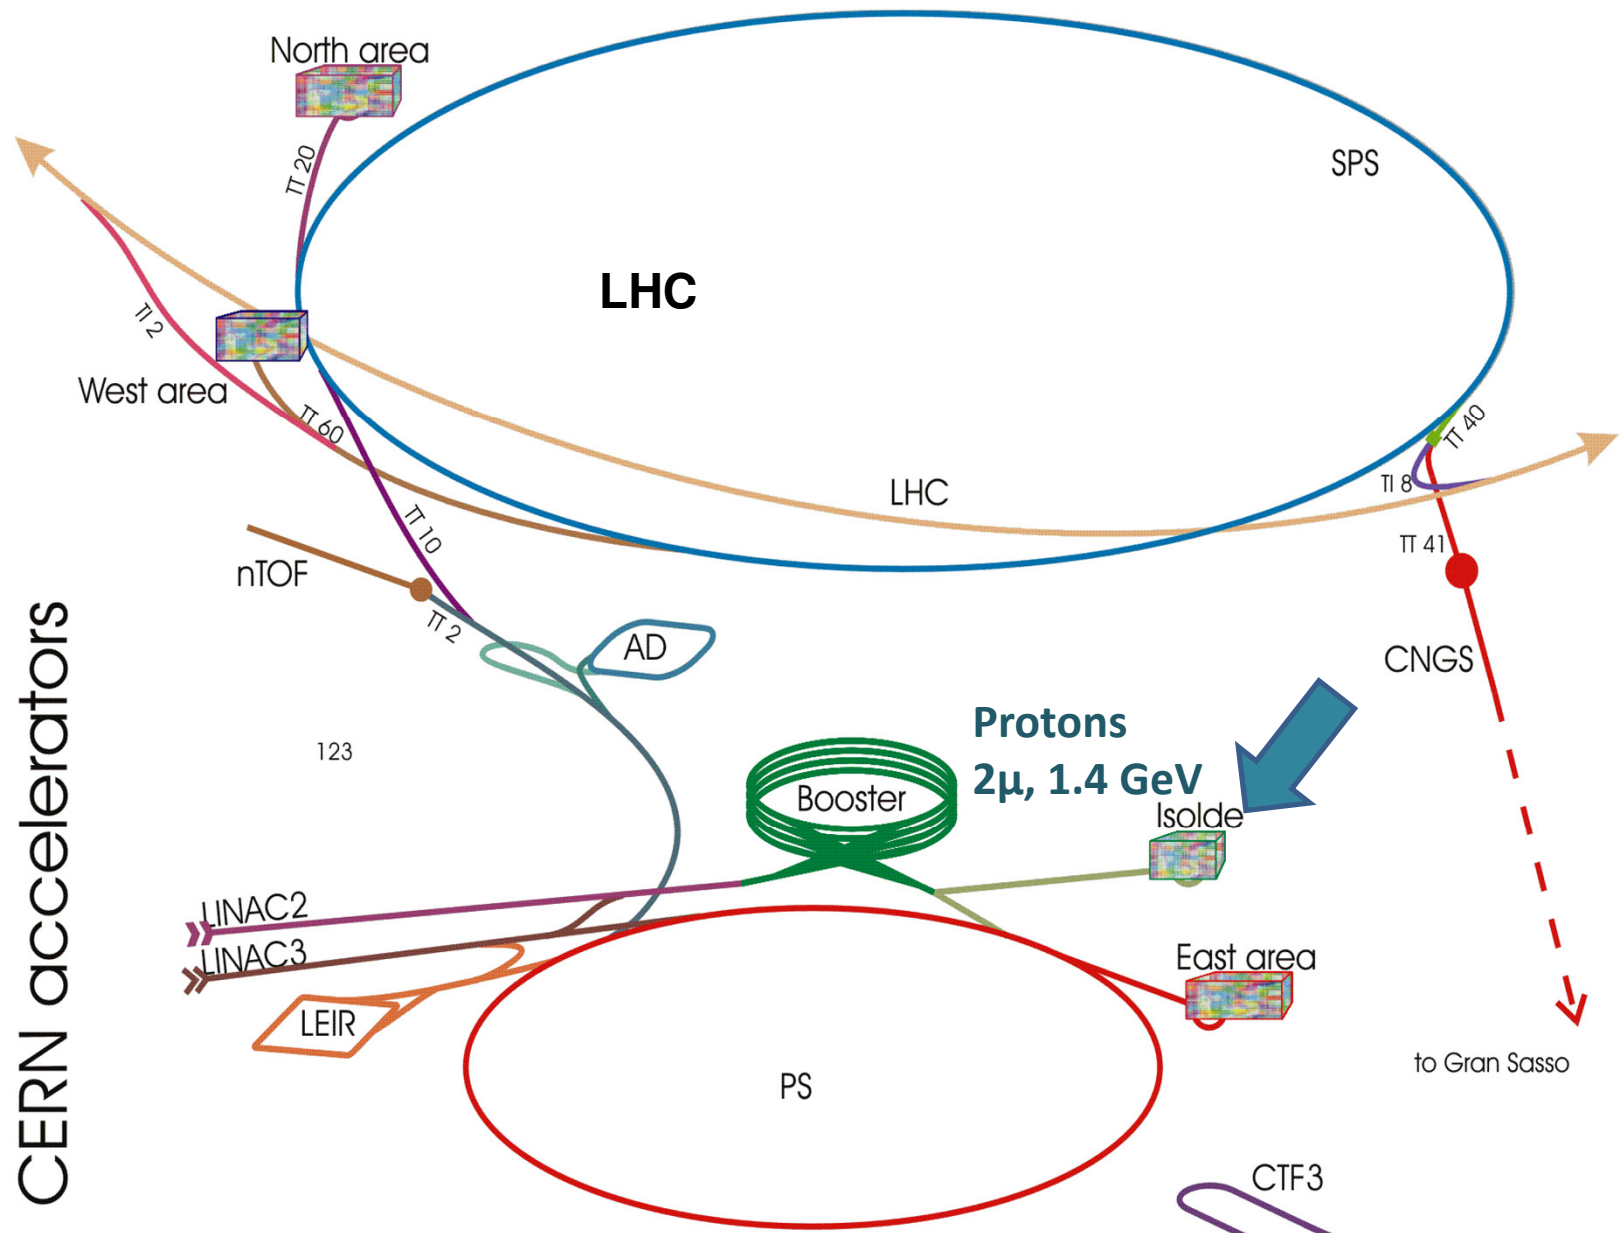 North area
SPS
TT 20
LHC
TI 2
West area
TT 60
TT 40
TI 8
LHC
TT 10
TT 41
nTOF
TT 2
AD
CNGS
Protons
2μ, 1.4 GeV
123
Booster
Isolde
LINAC2
LINAC3
East area
LEIR
PS
to Gran Sasso
CTF3
CERN accelerators